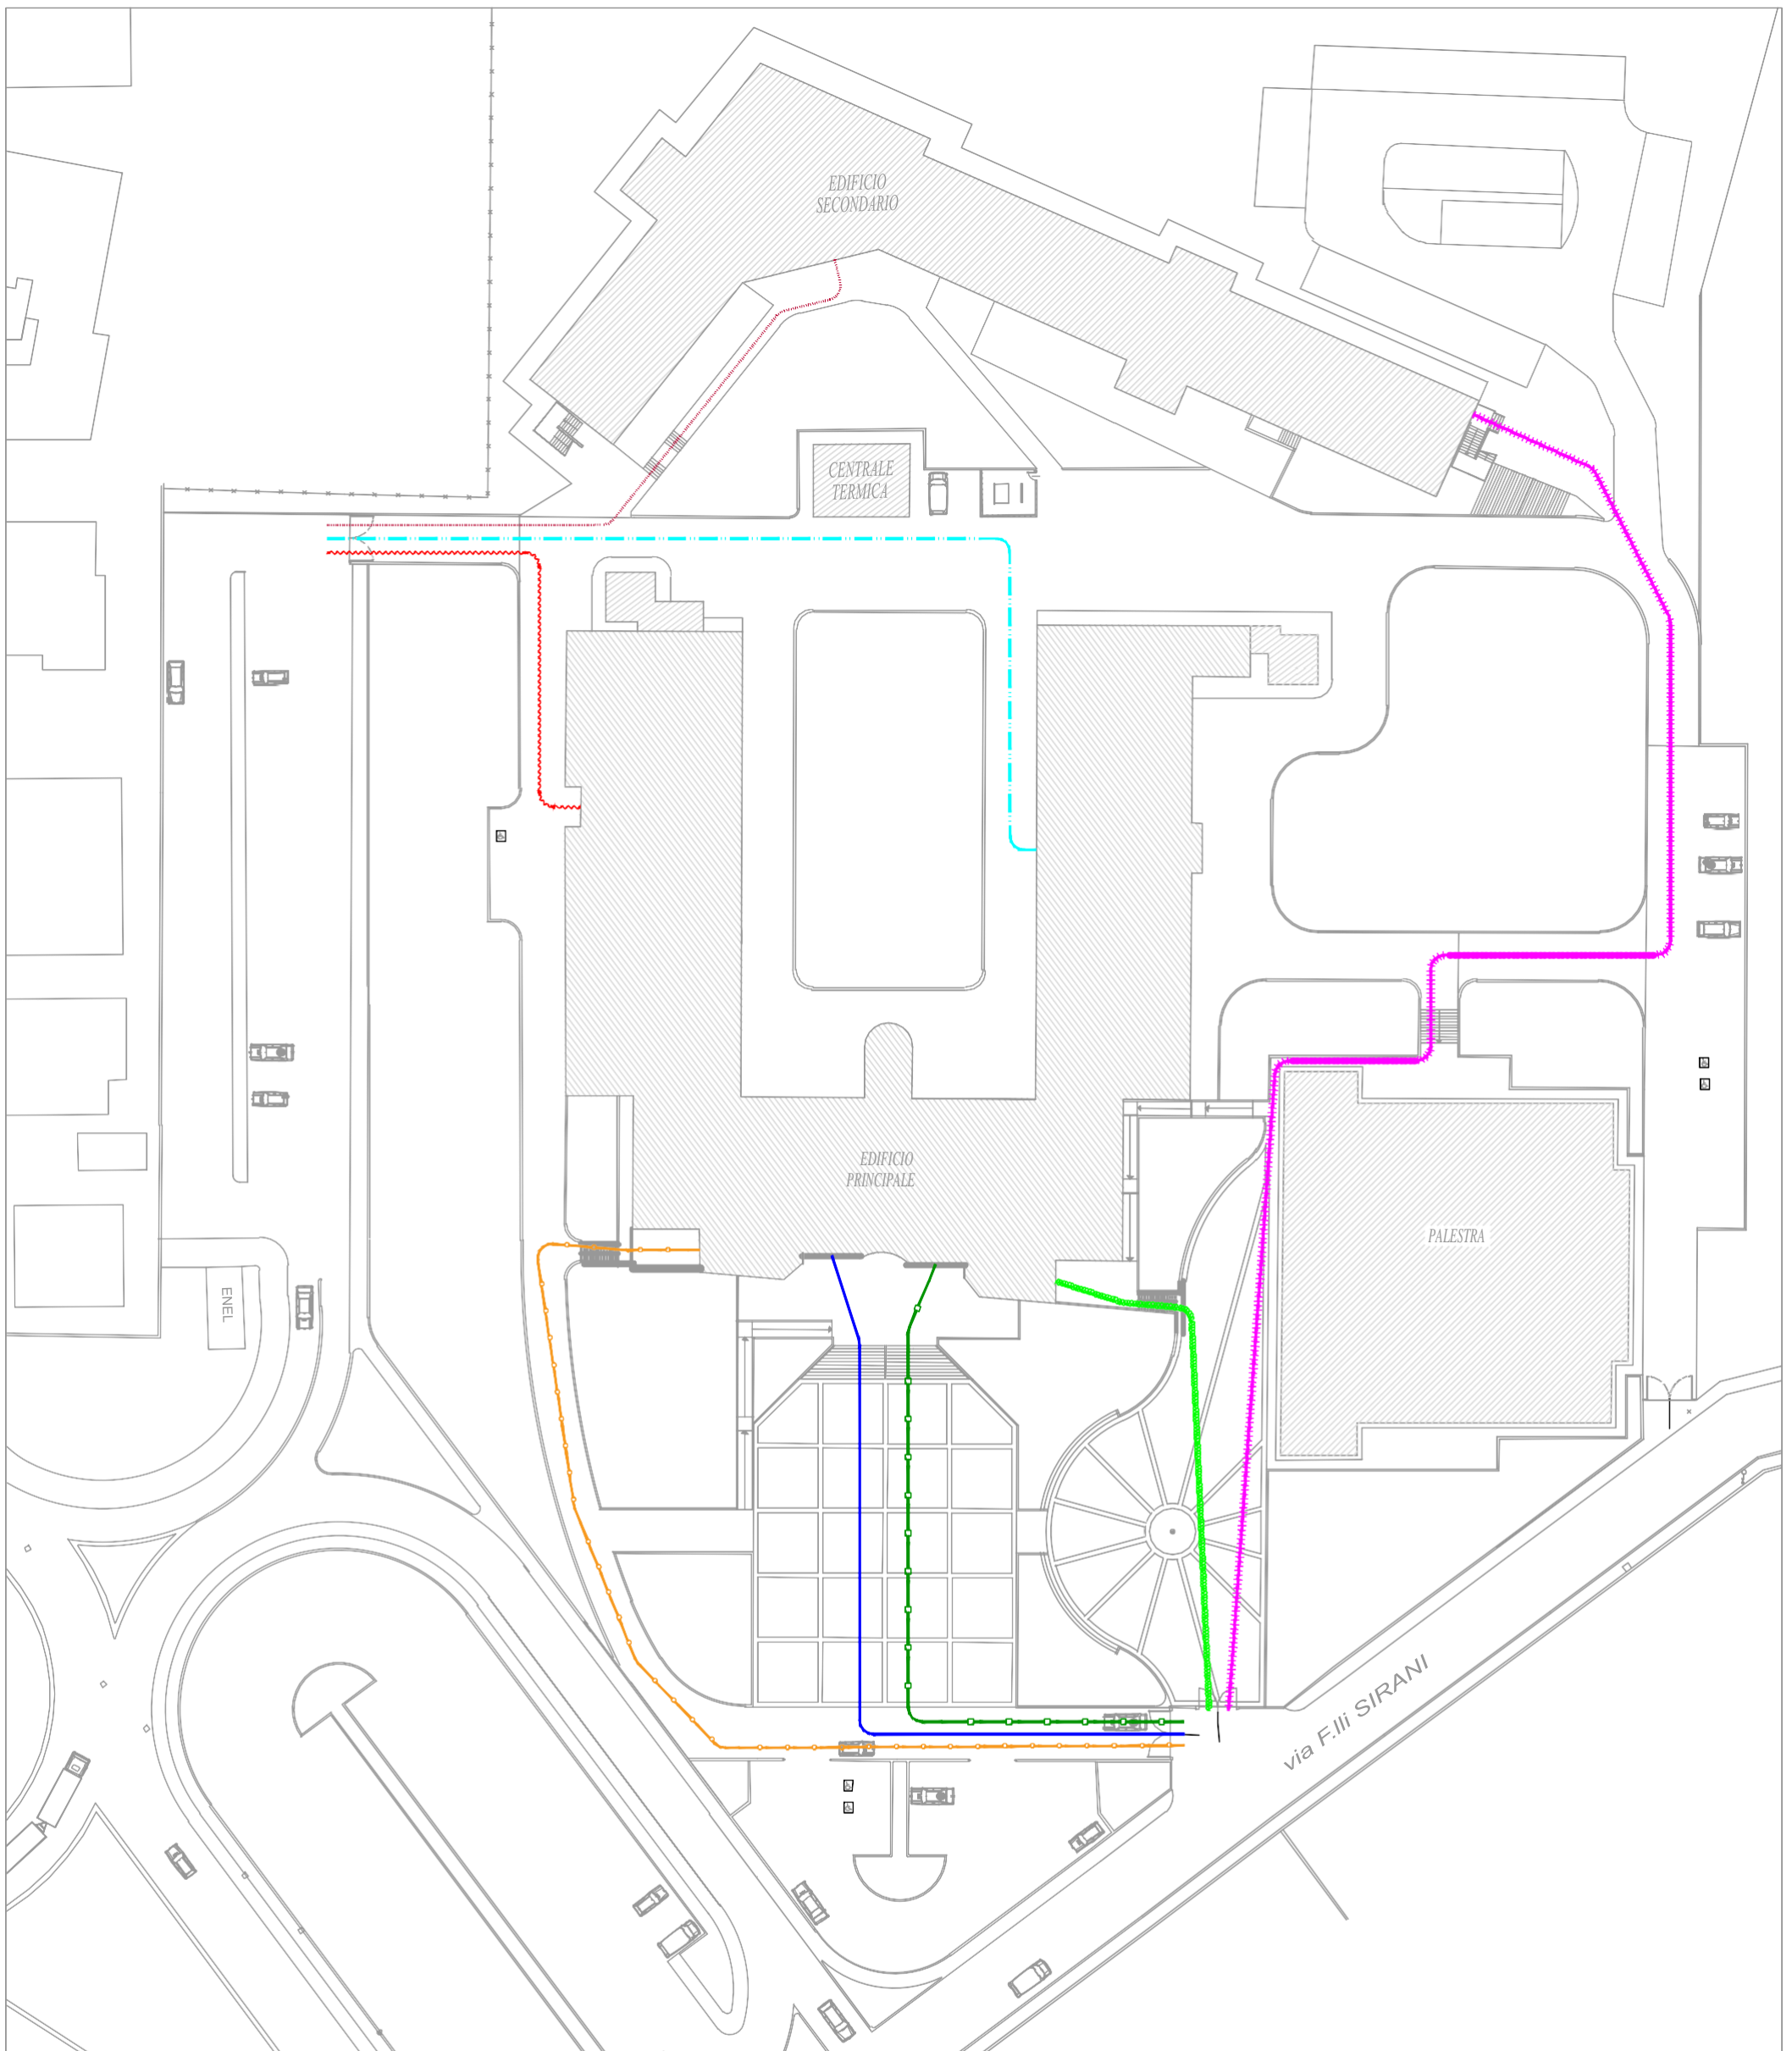 EDIFICIO
SECONDARIO
CENTRALE
TERMICA
EDIFICIO
PRINCIPALE
PALESTRA
ENEL
via F.lli SIRANI